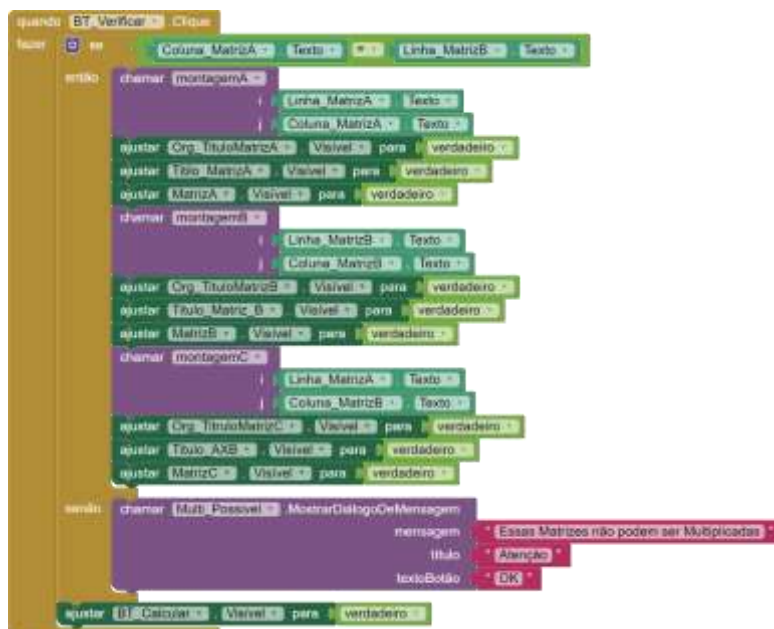 quando BT_Verificar Clique
fazer se Coluna_MatrizA Texto = Linha_MatrizB Texto
então chamar montagemA
i Linha_MatrizA Texto
j Coluna_MatrizA Texto
ajustar Org_TituloMatrizA Visível para verdadeiro
ajustar Titlo_MatrizA Visível para verdadeiro
ajustar MatrizA Visível para verdadeiro
chamar montagemB
i Linha_MatrizB Texto
j Coluna_MatrizB Texto
ajustar Org_TituloMatrizB Visível para verdadeiro
ajustar Titulo_Matriz_B Visível para verdadeiro
ajustar MatrizB Visível para verdadeiro
chamar montagemC
i Linha_MatrizA Texto
j Coluna_MatrizB Texto
ajustar Org_TituloMatrizC Visível para verdadeiro
ajustar Titulo_AXB Visível para verdadeiro
ajustar MatrizC Visível para verdadeiro
senão chamar Multi_Possivel .MostrarDiálogoDeMensagem
mensagem " Essas Matrizes não podem ser Multiplicadas "
título " Atenção "
textoBotão " OK "
ajustar BT_Calcular Visível para verdadeiro